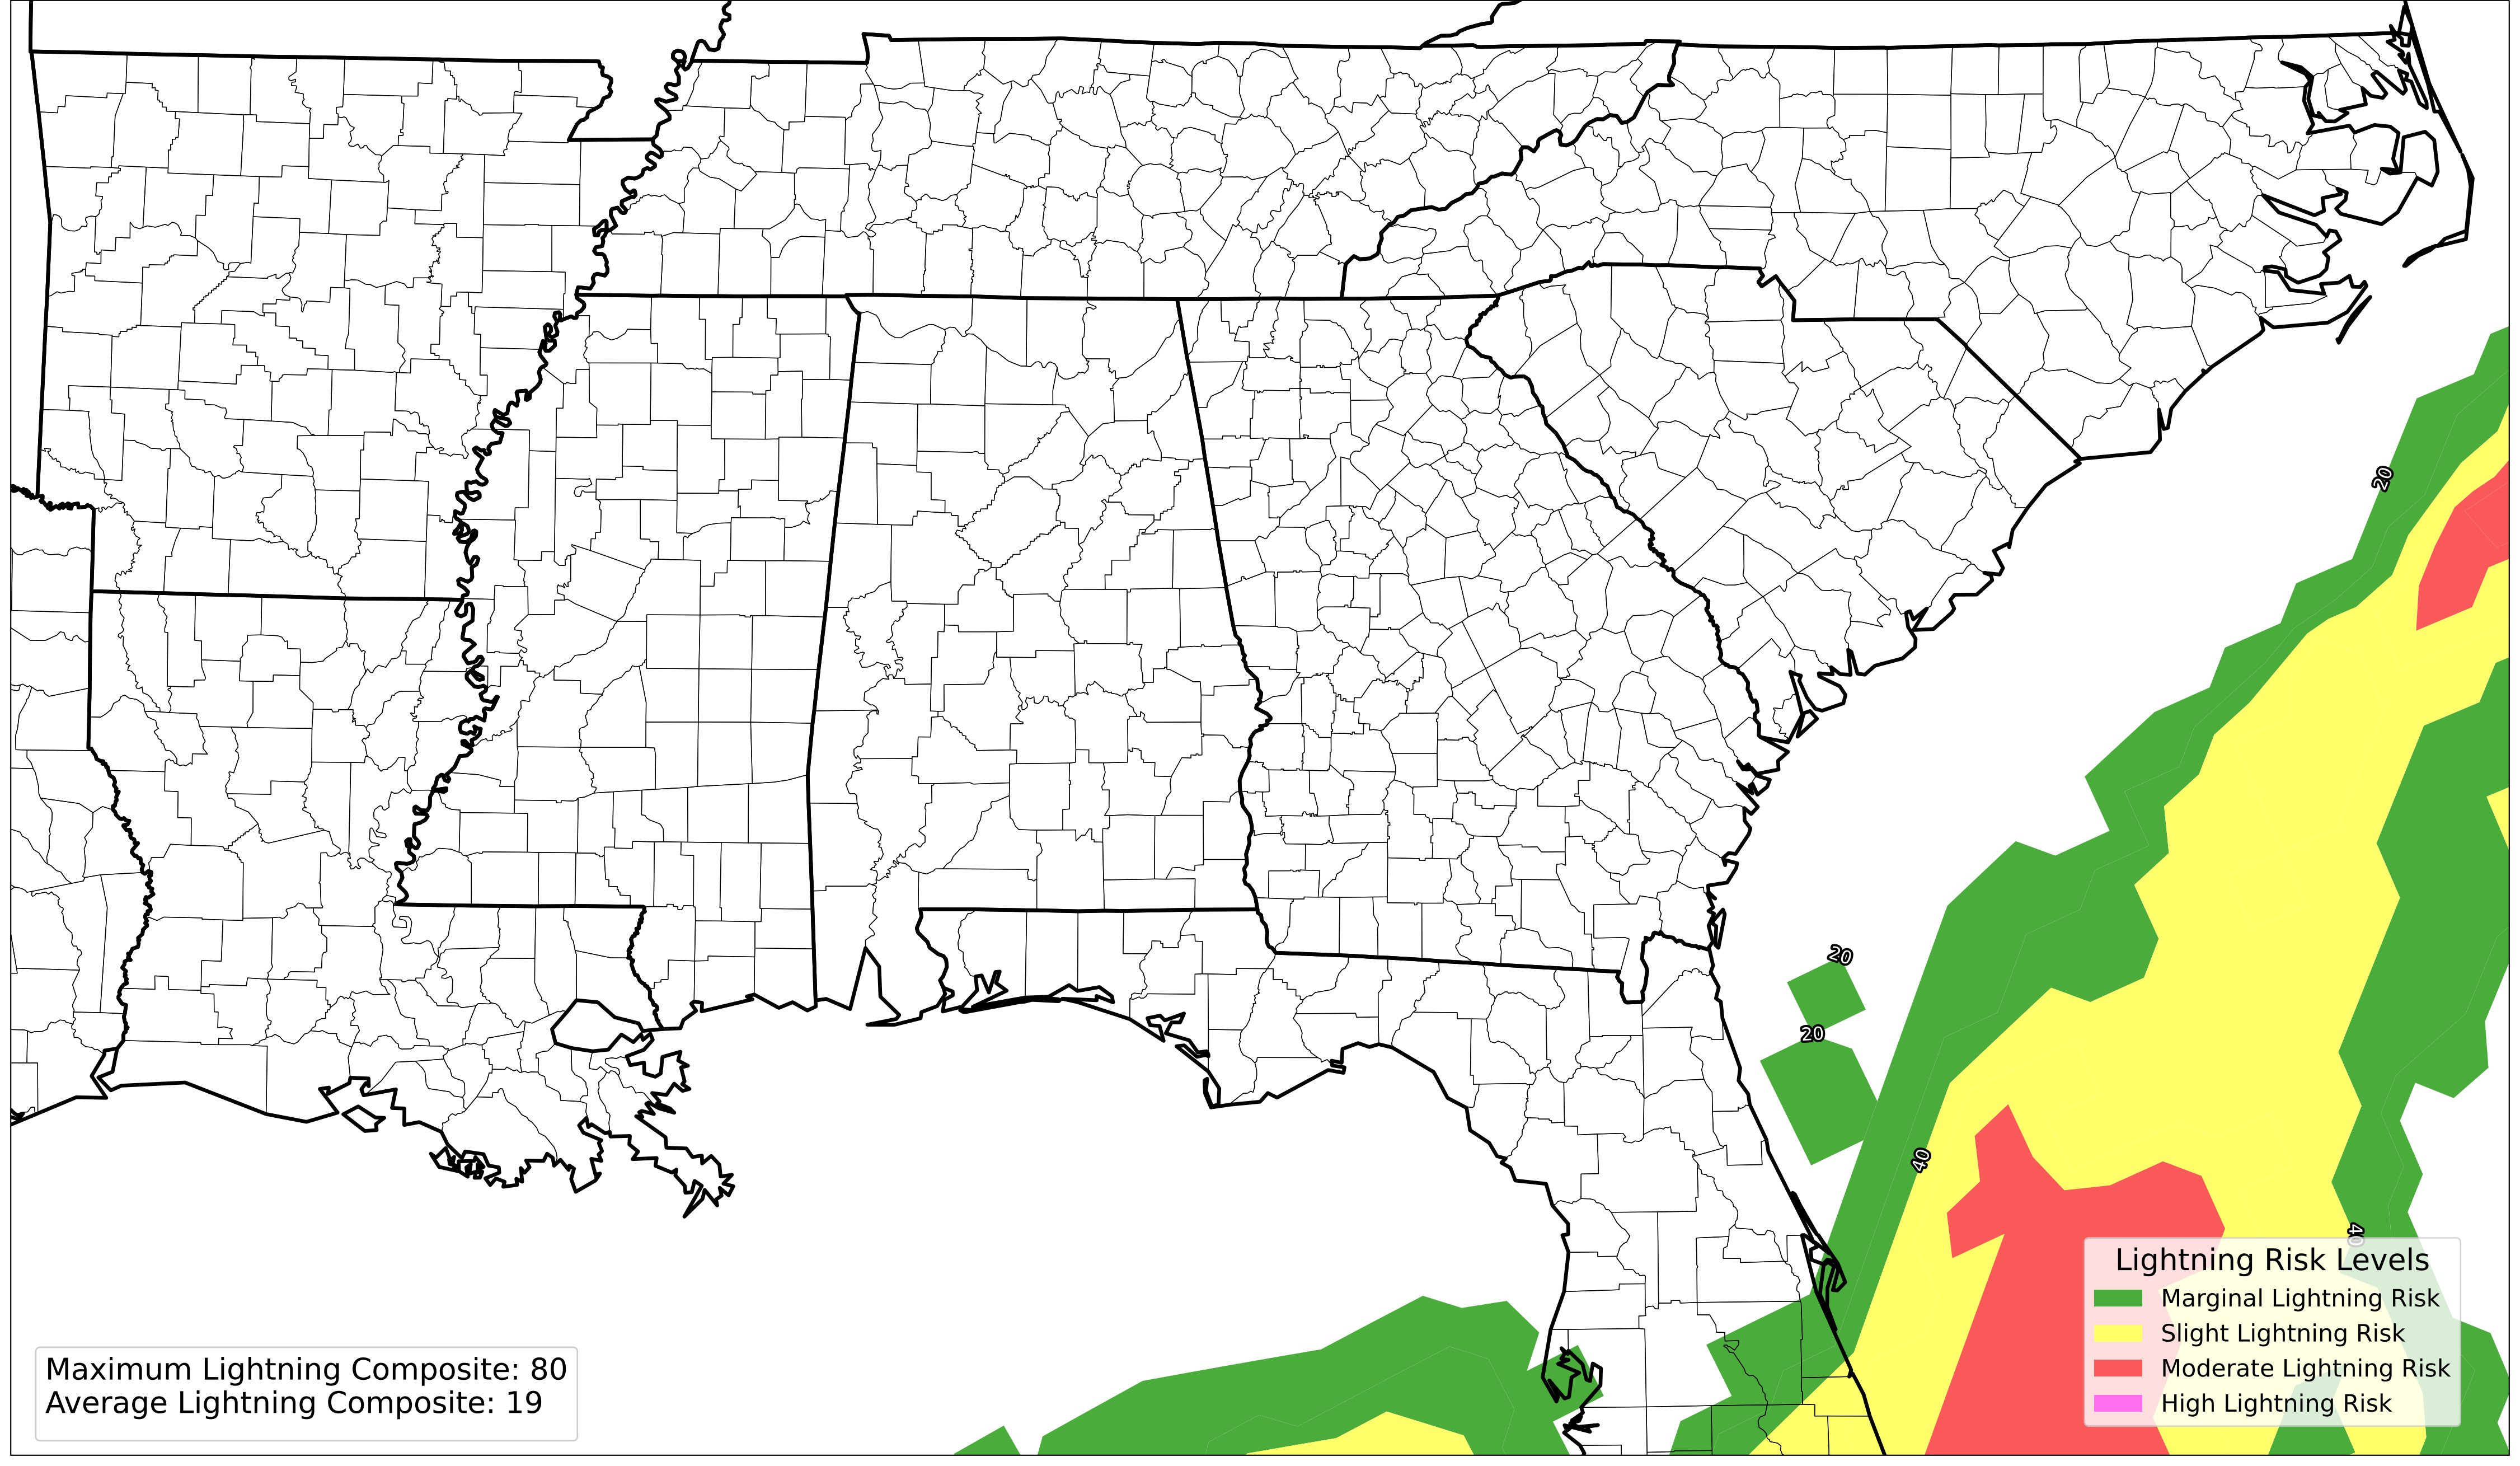 20
20
20
40
40
Lightning Risk Levels
Marginal Lightning Risk
Slight Lightning Risk
Moderate Lightning Risk
High Lightning Risk
Maximum Lightning Composite: 80
Average Lightning Composite: 19